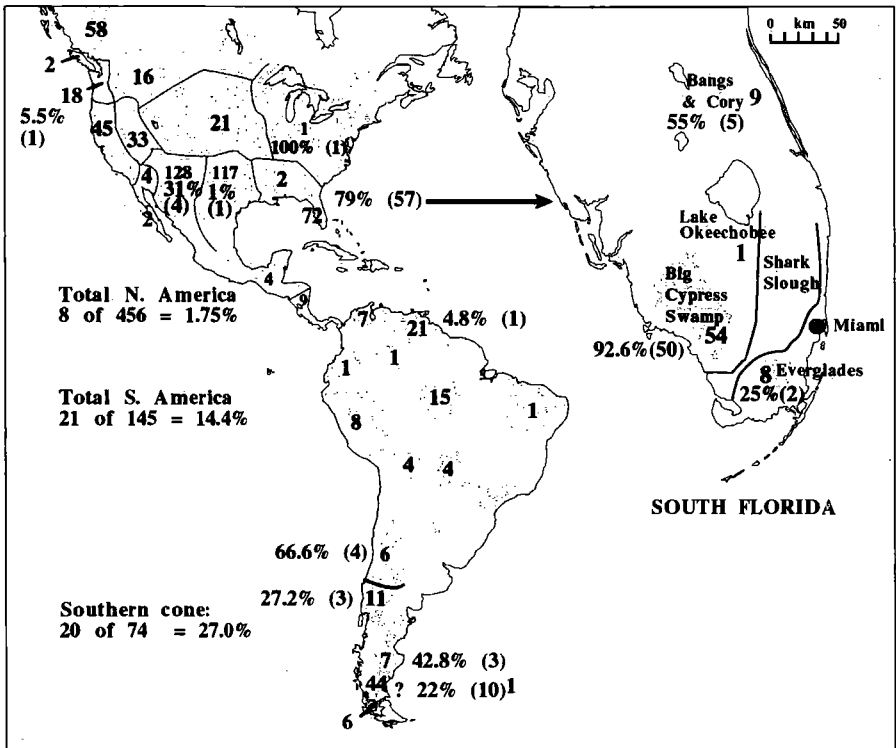 58
2
16
18
5.5%
(1)
45
33
21
1
100% (1)
4
128
31%
(4)
117
1%
(1)
2
2
72
79% (57)
4
9
Total N. America
8 of 456 = 1.75%
7
21
4.8% (1)
1
1
Total S. America
21 of 145 = 14.4%
15
1
8
4
4
66.6% (4)
6
27.2% (3)
11
Southern cone:
20 of 74 = 27.0%
7
42.8% (3)
44
? 22% (10)
1
6
0 km 50
Bangs
& Cory
9
55% (5)
Lake
Okeechobee
1
Shark
Slough
Big
Cypress
Swamp
54
92.6%(50)
Miami
8
Everglades
25%(2)
SOUTH FLORIDA